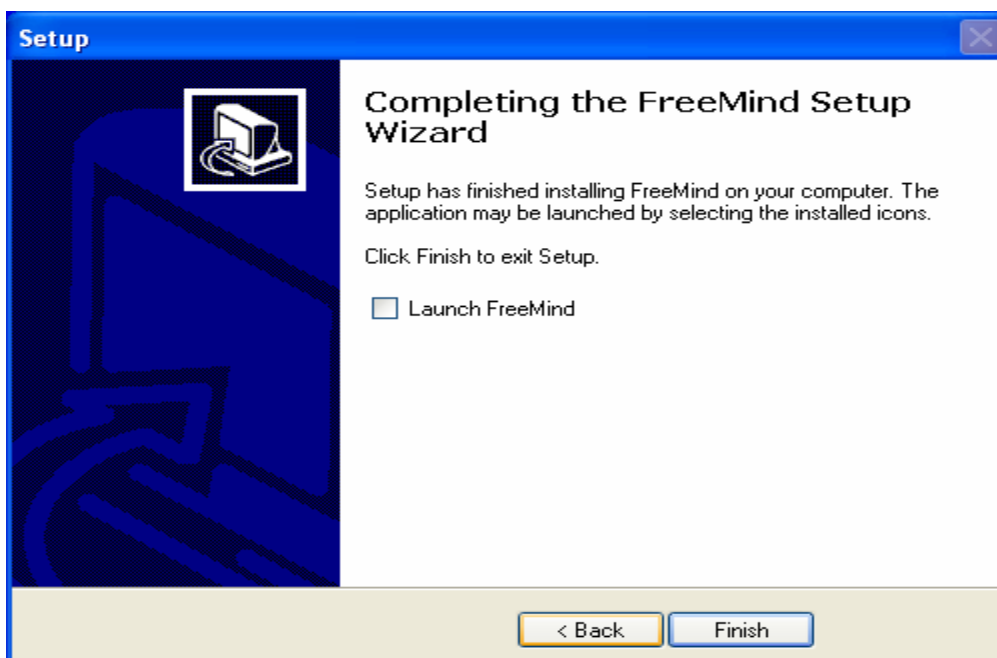 Setup
Completing the FreeMind Setup
Wizard
Setup has finished installing FreeMind on your computer. The
application may be launched by selecting the installed icons.
Click Finish to exit Setup.
Launch FreeMind
< Back
Finish